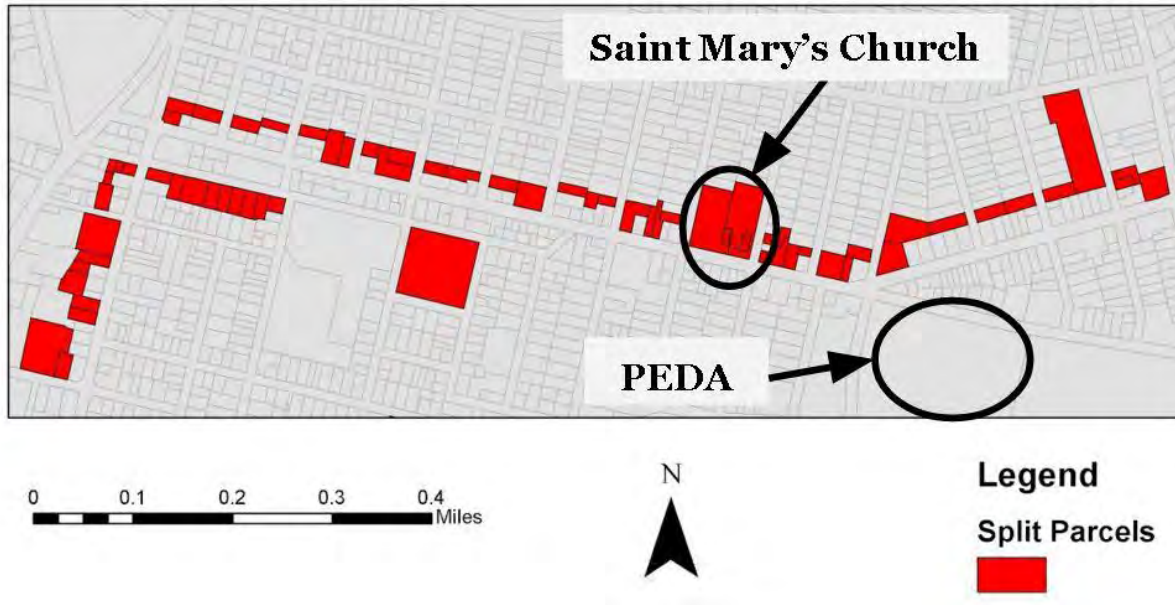 Saint Mary's Church
PEDA
0 0.1 0.2 0.3 0.4
Miles
N
Legend
Split Parcels